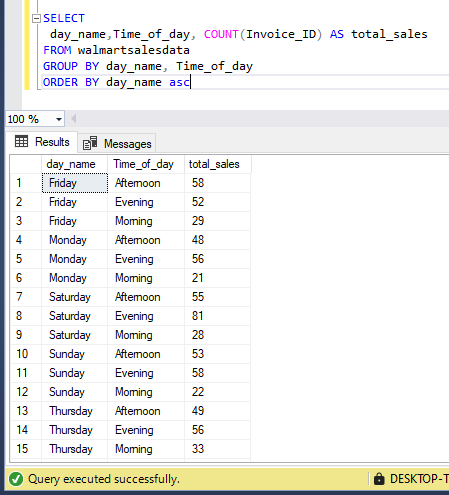 SELECT
day_name,Time_of_day, COUNT(Invoice_ID) AS total_sales
FROM walmartsalesdata
GROUP BY day_name, Time_of_day
ORDER BY day_name asc
100 %
Results Messages
day_name Time_of_day total_sales
1 Friday Afternoon 58
2 Friday Evening 52
3 Friday Morning 29
4 Monday Afternoon 48
5 Monday Evening 56
6 Monday Morning 21
7 Saturday Afternoon 55
8 Saturday Evening 81
9 Saturday Morning 28
10 Sunday Afternoon 53
11 Sunday Evening 58
12 Sunday Morning 22
13 Thursday Afternoon 49
14 Thursday Evening 56
15 Thursday Morning 33
Query executed successfully. DESKTOP-T